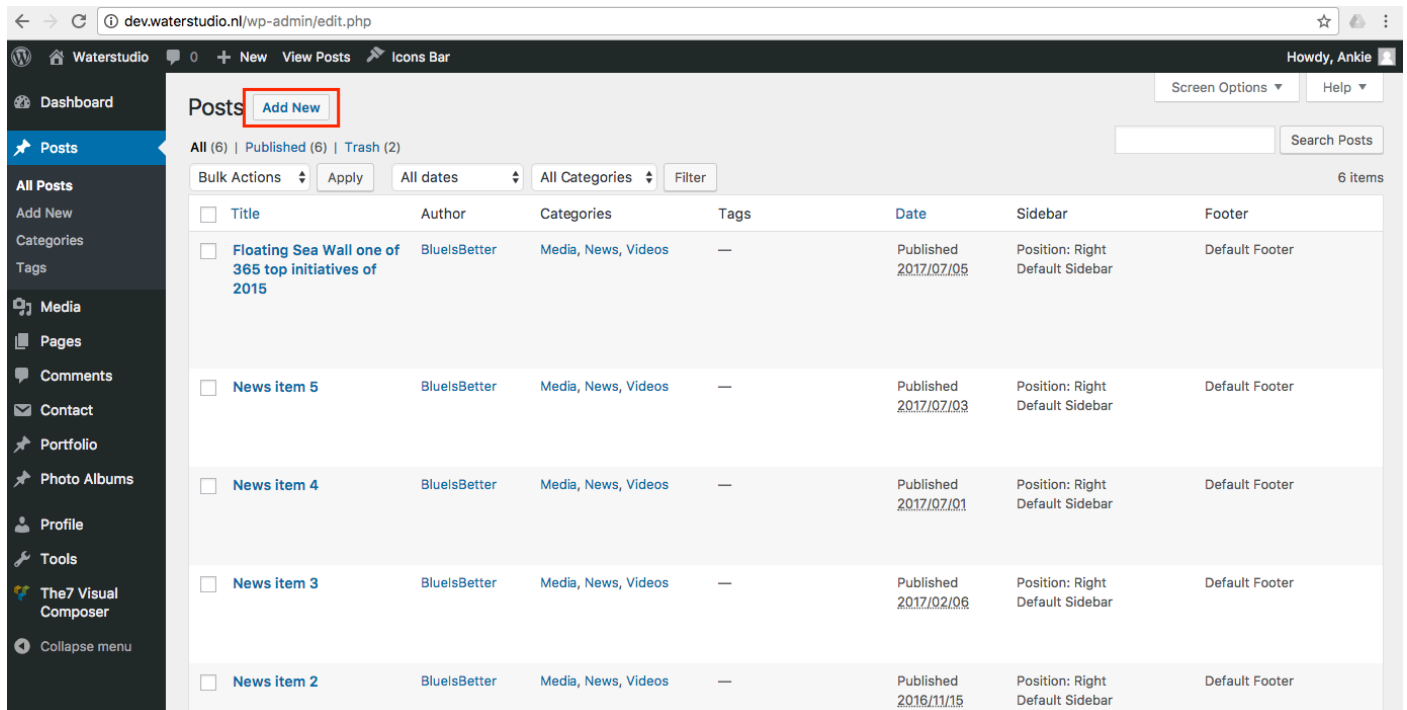 dev.waterstudio.nl/wp-admin/edit.php
Waterstudio 0 New View Posts Icons Bar Howdy, Ankie
Dashboard
Posts
All Posts
Add New
Categories
Tags
Media
Pages
Comments
Contact
Portfolio
Photo Albums
Profile
Tools
The7 Visual
Composer
Collapse menu
Screen Options ▼ Help ▼
Posts Add New
All (6) | Published (6) | Trash (2)
Search Posts
Bulk Actions Apply All dates All Categories Filter 6 items
Title Author Categories Tags Date Sidebar Footer
Floating Sea Wall one of BlueIsBetter Media, News, Videos — Published Position: Right Default Footer
365 top initiatives of 2017/07/05 Default Sidebar
2015
News item 5 BlueIsBetter Media, News, Videos — Published Position: Right Default Footer
2017/07/03 Default Sidebar
News item 4 BlueIsBetter Media, News, Videos — Published Position: Right Default Footer
2017/07/01 Default Sidebar
News item 3 BlueIsBetter Media, News, Videos — Published Position: Right Default Footer
2017/02/06 Default Sidebar
News item 2 BlueIsBetter Media, News, Videos — Published Position: Right Default Footer
2016/11/15 Default Sidebar